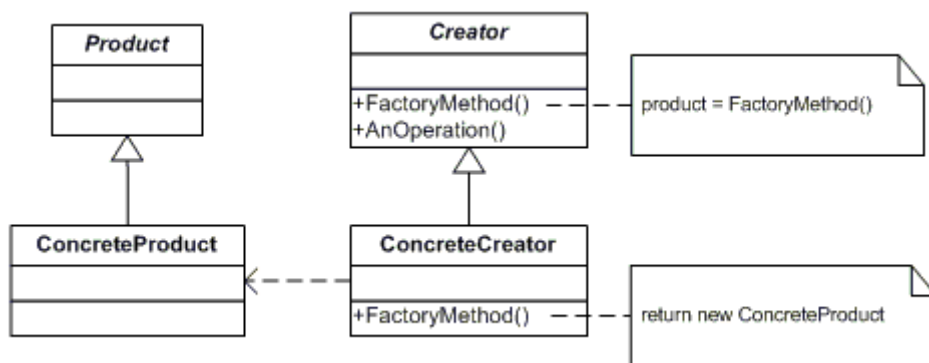 Product
Creator
+FactoryMethod()
+AnOperation()
product = FactoryMethod()
ConcreteProduct
ConcreteCreator
+FactoryMethod()
return new ConcreteProduct